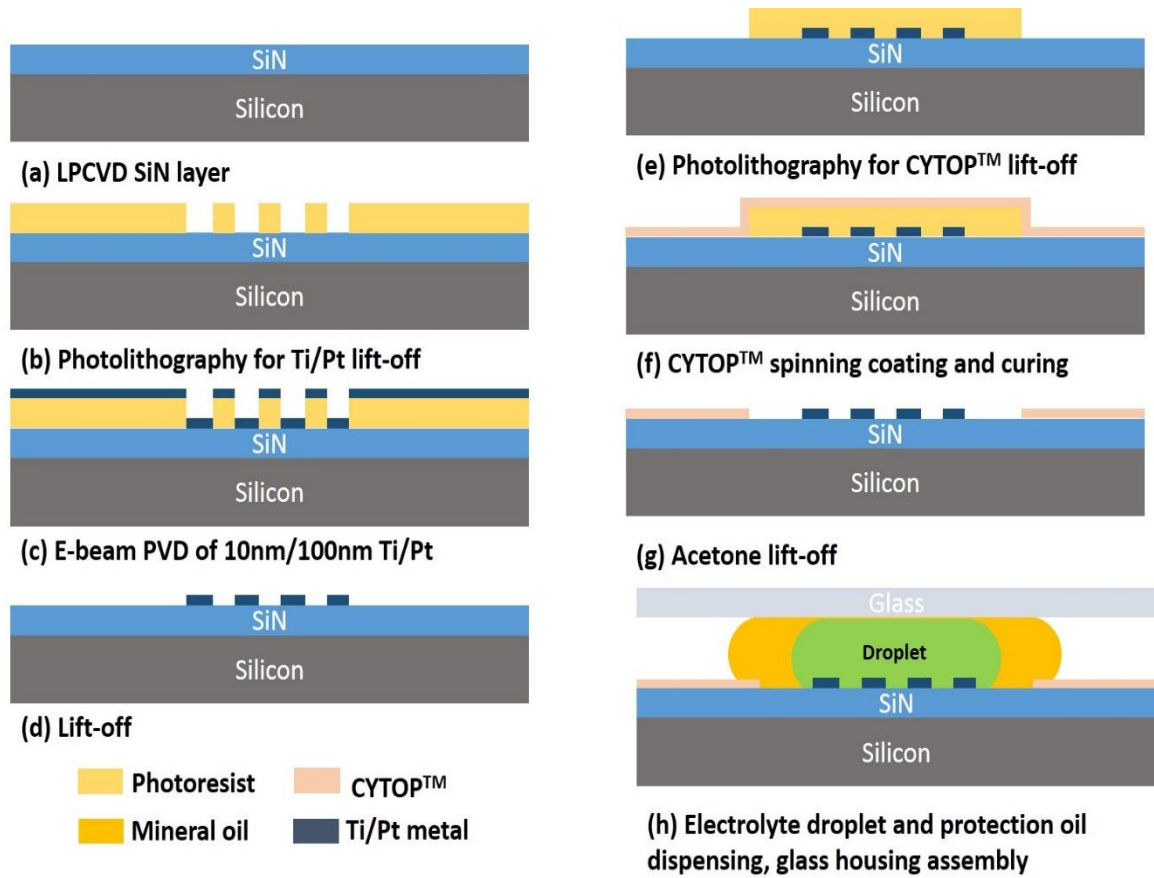 SiN
Silicon
(a) LPCVD SiN layer
SiN
Silicon
(b) Photolithography for Ti/Pt lift-off
SiN
Silicon
(c) E-beam PVD of 10nm/100nm Ti/Pt
SiN
Silicon
(d) Lift-off
Photoresist
CYTOP™
Mineral oil
Ti/Pt metal
SiN
Silicon
(e) Photolithography for CYTOP™ lift-off
SiN
Silicon
(f) CYTOP™ spinning coating and curing
SiN
Silicon
(g) Acetone lift-off
Glass
Droplet
SiN
Silicon
(h) Electrolyte droplet and protection oil
dispensing, glass housing assembly